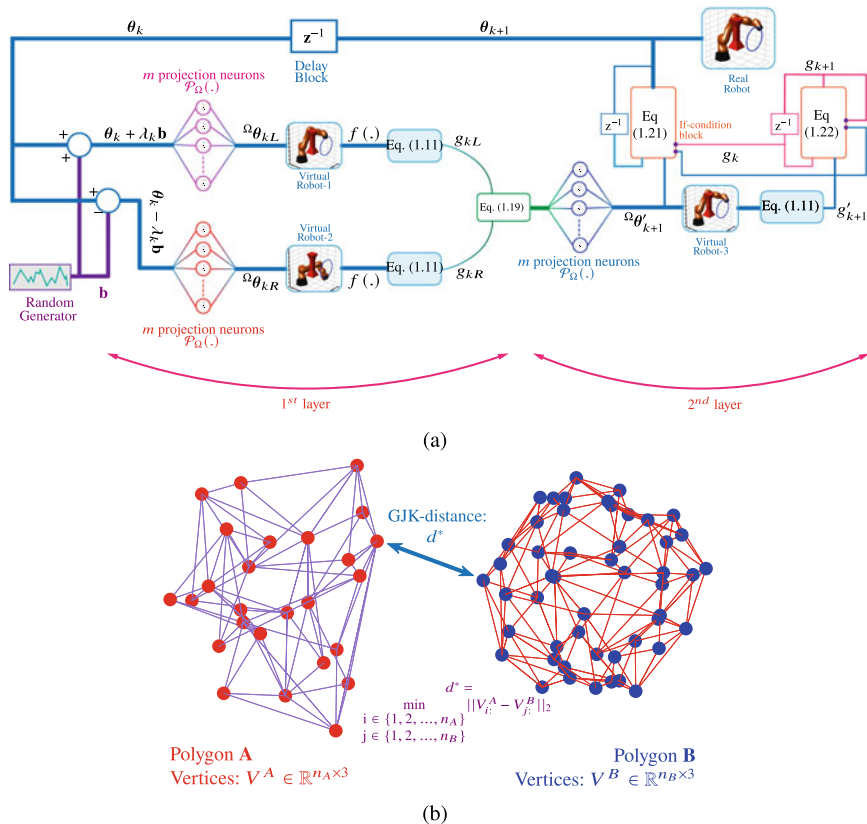 θk
z−1
Delay
Block
θk+1
Real
Robot
m projection neurons
PΩ(.)
+
+
θk + λkb
ΩθkL
Virtual
Robot-1
f (.)
Eq. (1.11)
gkL
z−1
Eq
(1.21)
If-condition
block
gk
gk+1
z−1
Eq
(1.22)
+
−
θk − λkb
Eq. (1.19)
m projection neurons
PΩ(.)
Ωθ′k+1
Virtual
Robot-3
Eq. (1.11)
g′k+1
Random
Generator
b
m projection neurons
PΩ(.)
ΩθkR
Virtual
Robot-2
f (.)
Eq. (1.11)
gkR
1st layer
2nd layer
(a)
GJK-distance:
d*
d* =
min ||V^A_i: − V^B_j:||2
i ∈ {1, 2, ..., nA}
j ∈ {1, 2, ..., nB}
Polygon A
Vertices: V^A ∈ ℝ^nA×3
Polygon B
Vertices: V^B ∈ ℝ^nB×3
(b)